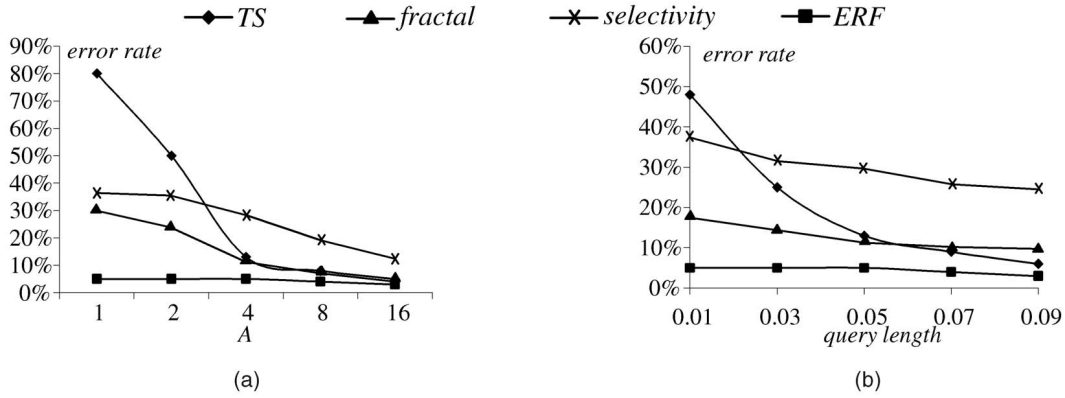 TS fractal selectivity ERF
error rate
90%
80%
70%
60%
50%
40%
30%
20%
10%
0%
1 2 4 8 16
A
(a)
error rate
60%
50%
40%
30%
20%
10%
0%
0.01 0.03 0.05 0.07 0.09
query length
(b)